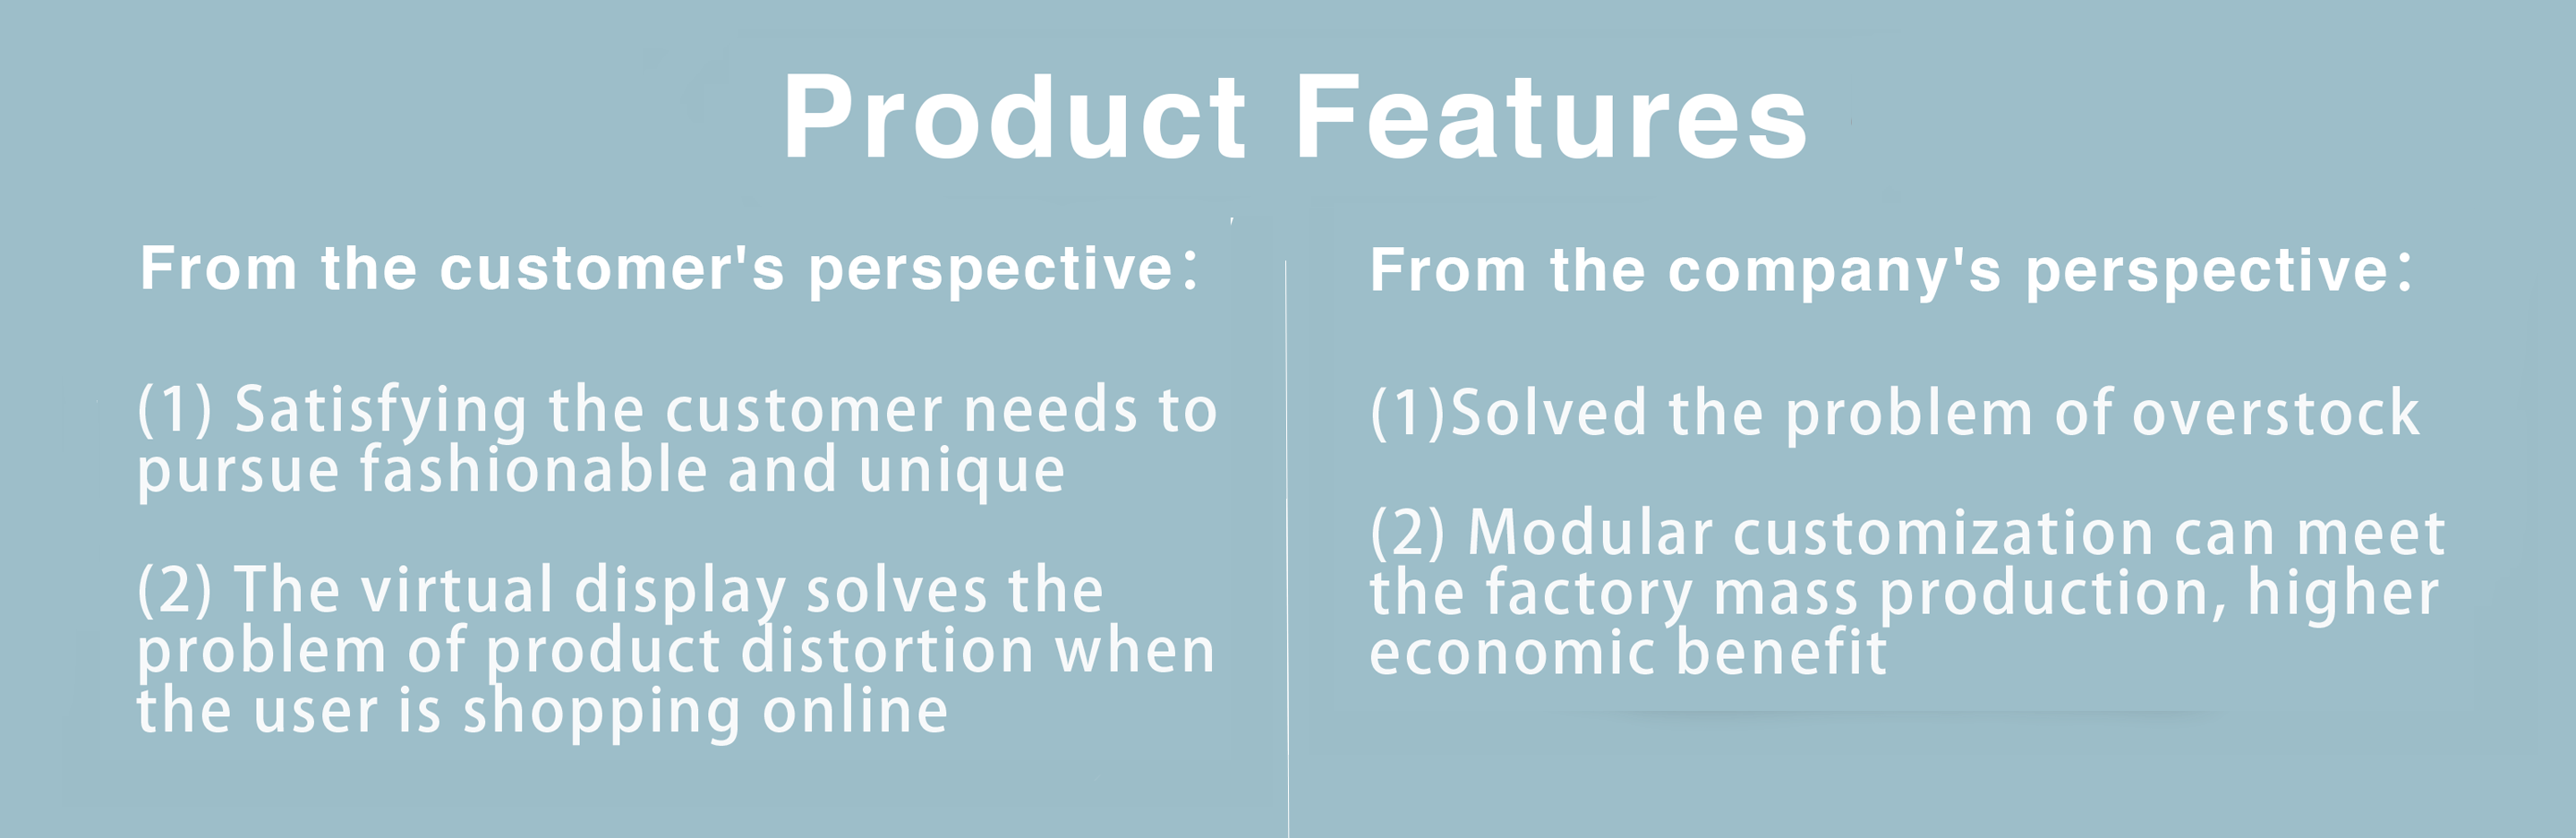 Product Features
From the customer's perspective：
(1) Satisfying the customer needs to
pursue fashionable and unique
(2) The virtual display solves the
problem of product distortion when
the user is shopping online
From the company's perspective：
(1)Solved the problem of overstock
(2) Modular customization can meet
the factory mass production, higher
economic benefit